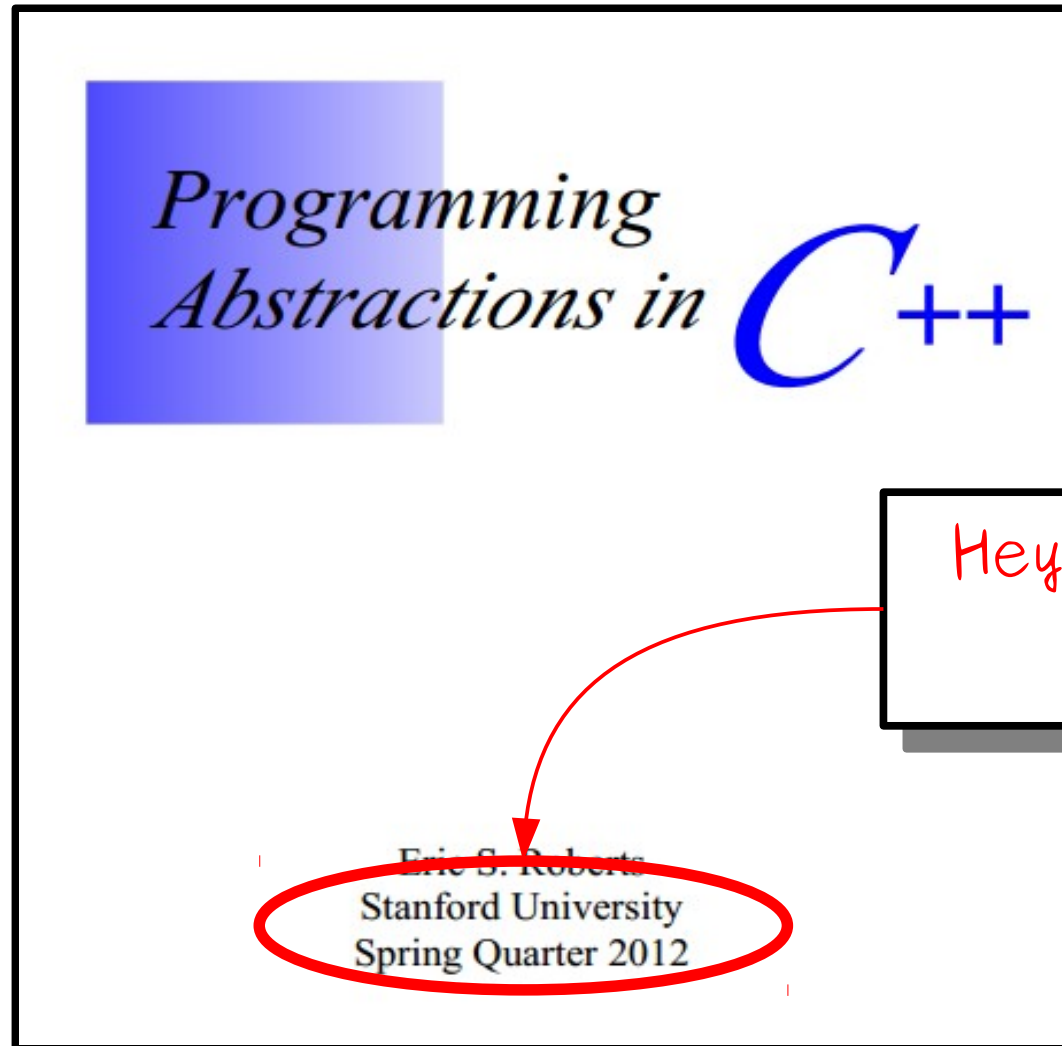 Programming
Abstractions in C++
Hey
Eric S. Roberts
Stanford University
Spring Quarter 2012